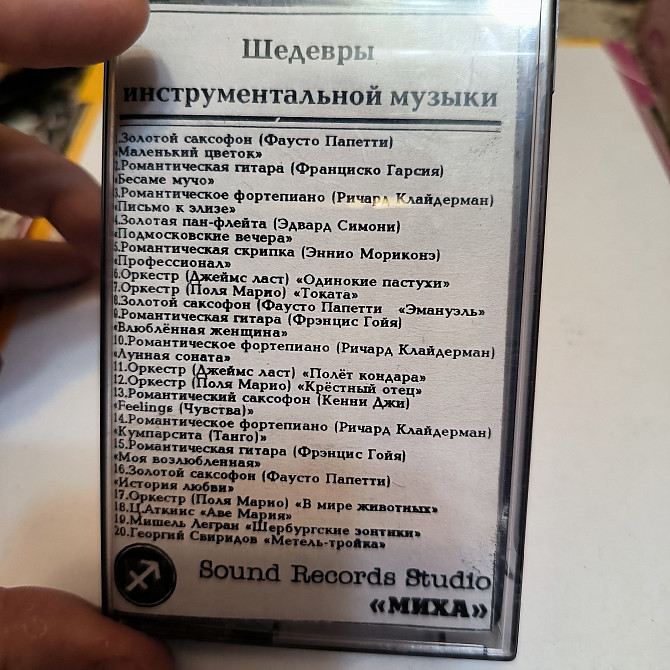 Шедевры
инструментальной музыки
1.Золотой саксофон (Фаусто Папетти)
«Маленький цветок»
2.Романтическая гитара (Франциско Гарсия)
«Бесаме мучо»
3.Романтическое фортепиано (Ричард Клайдерман)
«Письмо к элизе»
4.Золотая пан-флейта (Эдвард Симони)
«Подмосковские вечера»
5.Романтическая скрипка (Эннио Мориконэ)
«Профессионал»
6.Оркестр (Джеймс ласт) «Одинокие пастухи»
7.Оркестр (Поля Марио) «Токата»
8.Золотой саксофон (Фаусто Папетти «Эмануэль»
9.Романтическая гитара (Фрэнцис Гойя)
«Влюблённая женщина»
10.Романтическое фортепиано (Ричард Клайдерман)
«Лунная соната»
11.Оркестр (Джеймс ласт) «Полёт кондара»
12.Оркестр (Поля Марио) «Крёстный отец»
13.Романтический саксофон (Кенни Джи)
«Feelings (Чувства)»
14.Романтическое фортепиано (Ричард Клайдерман)
«Кумпарсита (Танго)»
15.Романтическая гитара (Фрэнцис Гойя)
«Моя возлюбленная»
16.Золотой саксофон (Фаусто Папетти)
«История любви»
17.Оркестр (Поля Марио) «В мире животных»
18.Ц.Аткинс «Аве Мария»
19.Мишель Легран «Шербургские зонтики»
20.Георгий Свиридов «Метель-тройка»
Sound Records Studio
«МИХА»